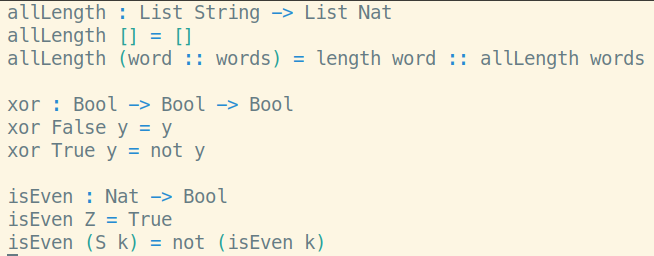 allLength : List String -> List Nat
allLength [] = []
allLength (word :: words) = length word :: allLength words
xor : Bool -> Bool -> Bool
xor False y = y
xor True y = not y
isEven : Nat -> Bool
isEven Z = True
isEven (S k) = not (isEven k)